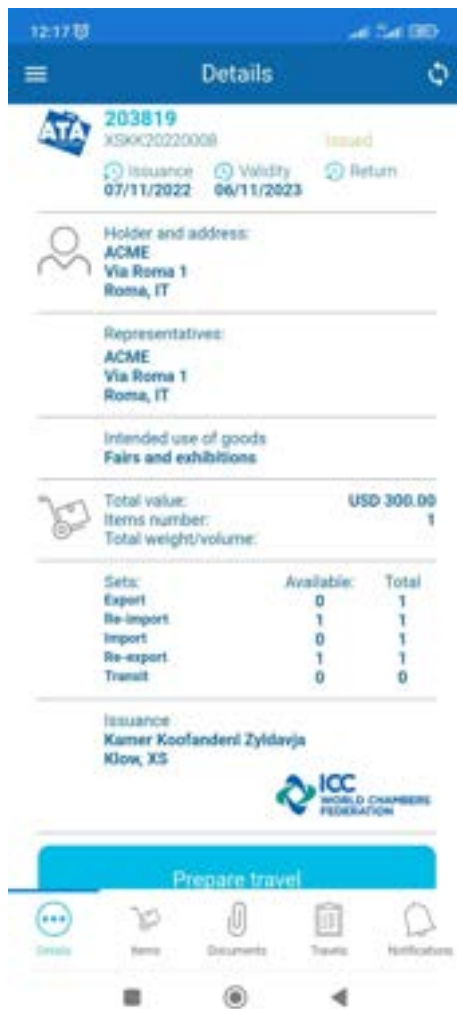 12:17
Details
ATA
203819
XSKK20220008 Issued
Issuance Validity Return
07/11/2022 06/11/2023
Holder and address:
ACME
Via Roma 1
Roma, IT
Representatives:
ACME
Via Roma 1
Roma, IT
Intended use of goods
Fairs and exhibitions
Total value: USD 300.00
Items number: 1
Total weight/volume:
Sets: Available: Total
Export 0 1
Re-import 1 1
Import 0 1
Re-export 1 1
Transit 0 0
Issuance
Kamer Koofandenl Zyldavja
Klow, XS
ICC
WORLD CHAMBERS
FEDERATION
Prepare travel
Details Items Documents Travels Notifications